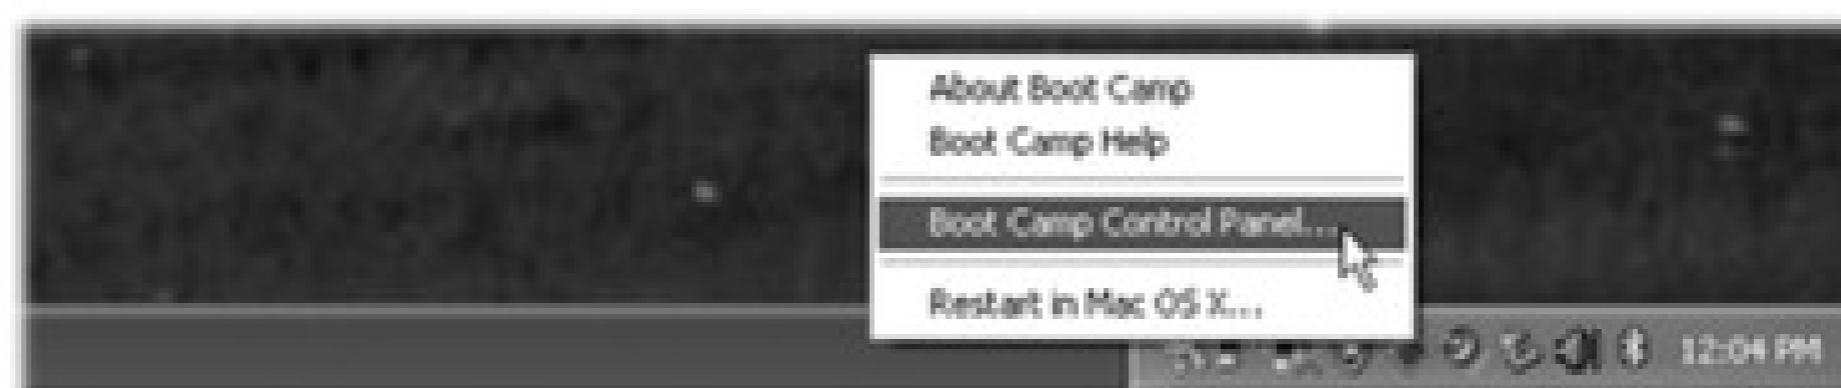 About Boot Camp
Boot Camp Help
Boot Camp Control Panel...
Restart in Mac OS X...
12:04 PM